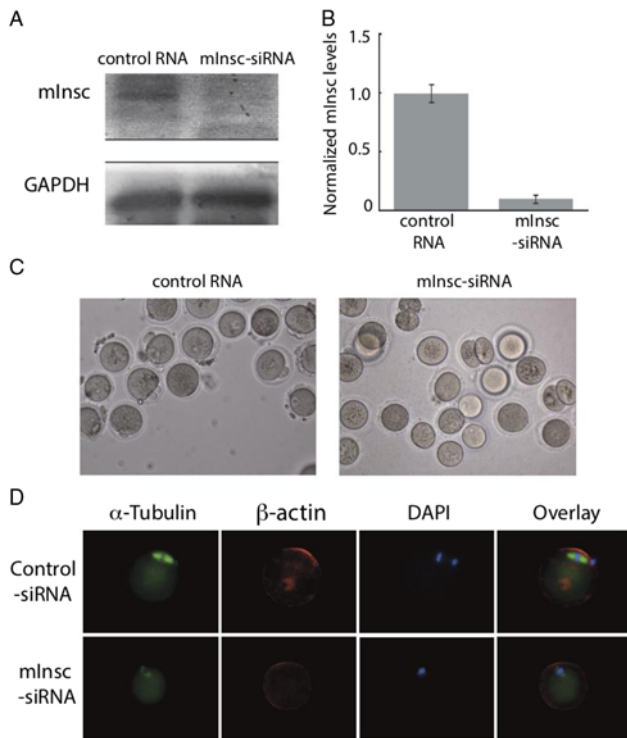 A
control RNA mInsc-siRNA
mInsc
GAPDH
B
Normalized mInsc levels
1.5
1.0
0.5
0
control
RNA
mInsc
-siRNA
C
control RNA mInsc-siRNA
D
α-Tubulin β-actin DAPI Overlay
Control
-siRNA
mInsc
-siRNA